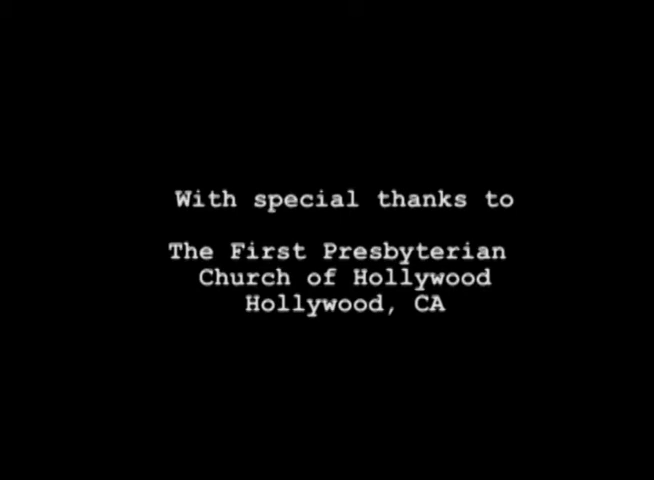 With special thanks to
The First Presbyterian
Church of Hollywood
Hollywood, CA